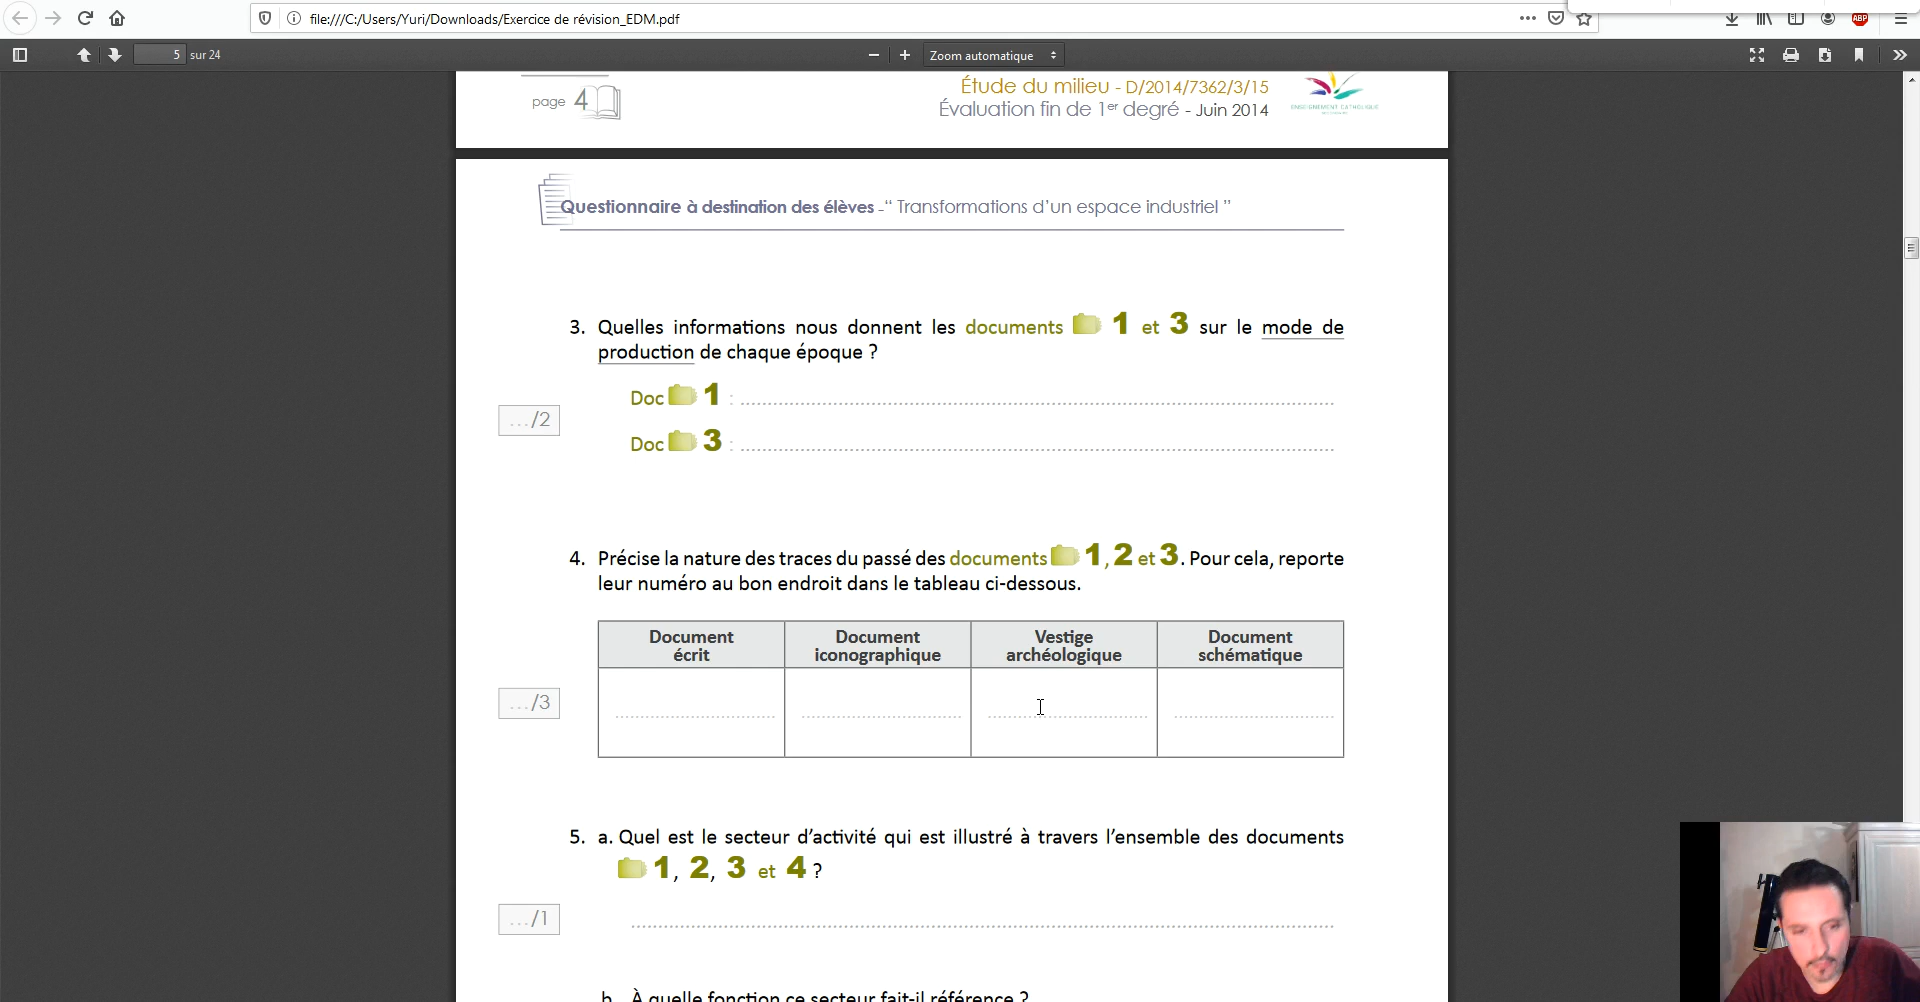 file:///C:/Users/Yuri/Downloads/Exercice de révision_EDM.pdf
ABP
5 sur 24
Zoom automatique
page 4
Étude du milieu - D/2014/7362/3/15
Évaluation fin de 1er degré - Juin 2014
ENSEIGNEMENT CATHOLIQUE
Questionnaire à destination des élèves -“ Transformations d’un espace industriel ”
3. Quelles informations nous donnent les documents 1 et 3 sur le mode de
production de chaque époque ?
Doc 1 :
…/2
Doc 3 :
4. Précise la nature des traces du passé des documents 1, 2 et 3. Pour cela, reporte
leur numéro au bon endroit dans le tableau ci-dessous.
Document écrit
Document iconographique
Vestige archéologique
Document schématique
…/3
5. a. Quel est le secteur d’activité qui est illustré à travers l’ensemble des documents
1, 2, 3 et 4 ?
…/1
b. À quelle fonction ce secteur fait-il référence ?